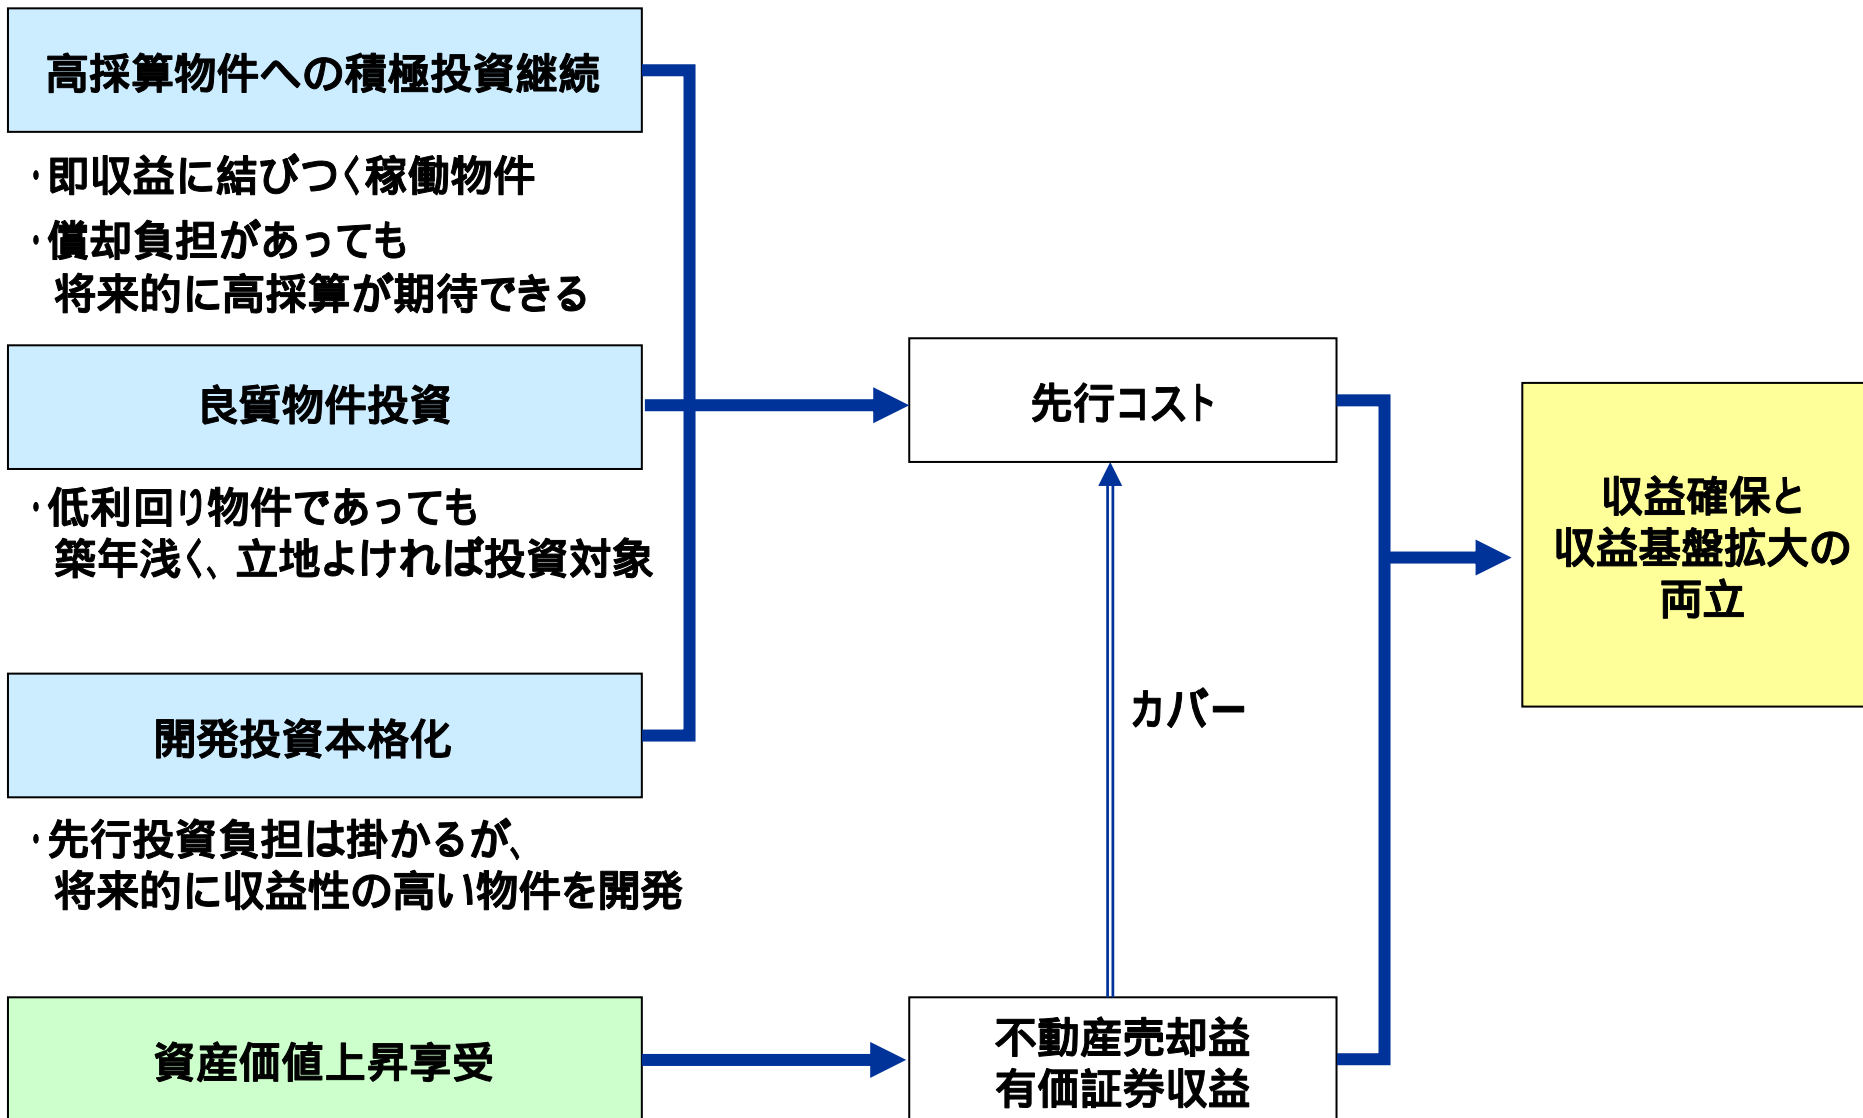 高採算物件への積極投資継続
・即収益に結びつく稼働物件
・償却負担があっても
将来的に高採算が期待できる
良質物件投資
・低利回り物件であっても
築年浅く、立地よければ投資対象
開発投資本格化
・先行投資負担は掛かるが、
将来的に収益性の高い物件を開発
資産価値上昇享受
先行コスト
カバー
不動産売却益
有価証券収益
収益確保と
収益基盤拡大の
両立